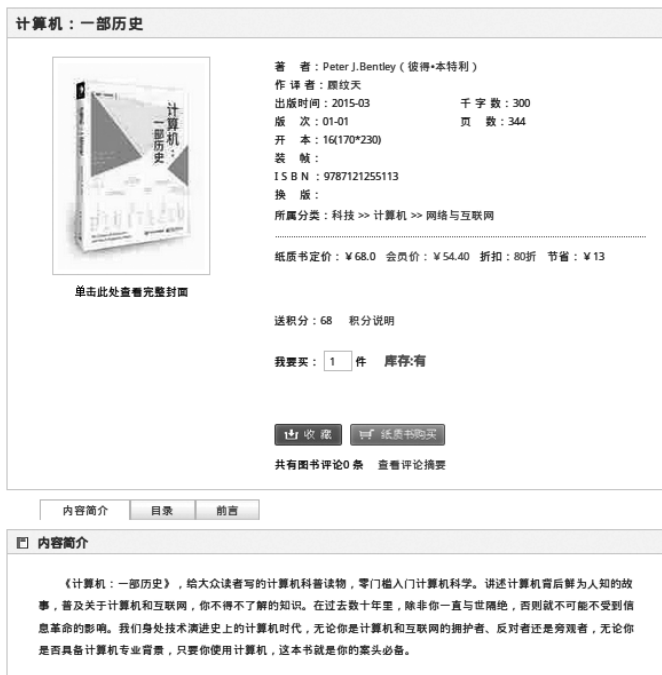 计算机：一部历史
计算机：
一部历史
著 者：Peter J.Bentley（彼得•本特利）
作 译 者：顾纹天
出版时间：2015-03 千 字 数：300
版 次：01-01 页 数：344
开 本：16(170*230)
装 帧：
I S B N ：9787121255113
换 版：
所属分类：科技 >> 计算机 >> 网络与互联网
纸质书定价：￥68.0 会员价：￥54.40 折扣：80折 节省：￥13
单击此处查看完整封面
送积分：68 积分说明
我要买： 1 件 库存:有
收 藏 纸质书购买
共有图书评论0 条 查看评论摘要
内容简介 目录 前言
内容简介
《计算机：一部历史》，给大众读者写的计算机科普读物，零门槛入门计算机科学。讲述计算机背后鲜为人知的故
事，普及关于计算机和互联网，你不得不了解的知识。在过去数十年里，除非你一直与世隔绝，否则就不可能不受到信
息革命的影响。我们身处技术演进史上的计算机时代，无论你是计算机和互联网的拥护者、反对者还是旁观者，无论你
是否具备计算机专业背景，只要你使用计算机，这本书就是你的案头必备。